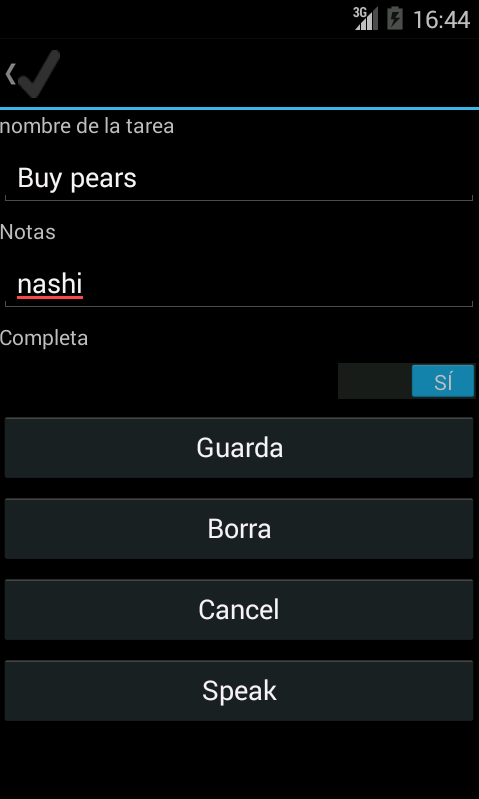 3G 16:44
nombre de la tarea
Buy pears
Notas
nashi
Completa
SÍ
Guarda
Borra
Cancel
Speak